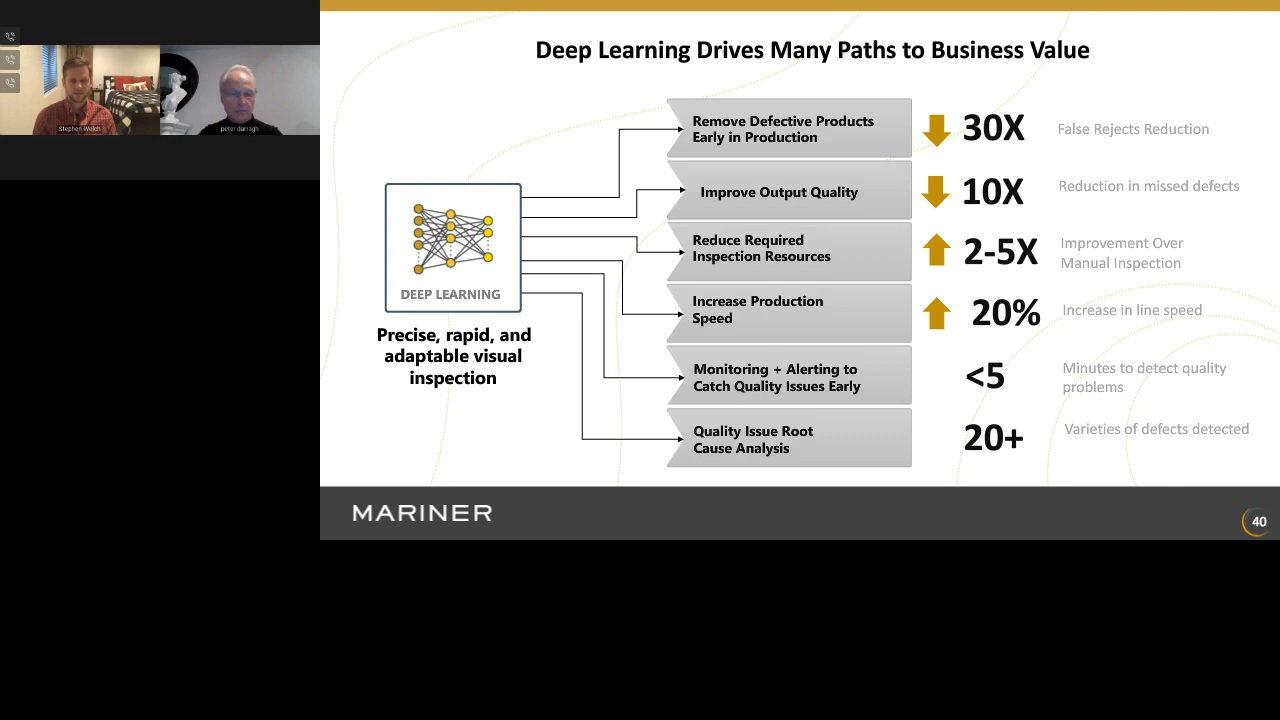 Stephen Welch
peter darragh
Deep Learning Drives Many Paths to Business Value
DEEP LEARNING
Precise, rapid, and
adaptable visual
inspection
Remove Defective Products
Early in Production
30X
False Rejects Reduction
Improve Output Quality
10X
Reduction in missed defects
Reduce Required
Inspection Resources
2-5X
Improvement Over
Manual Inspection
Increase Production
Speed
20%
Increase in line speed
Monitoring + Alerting to
Catch Quality Issues Early
<5
Minutes to detect quality
problems
Quality Issue Root
Cause Analysis
20+
Varieties of defects detected
MARINER
40